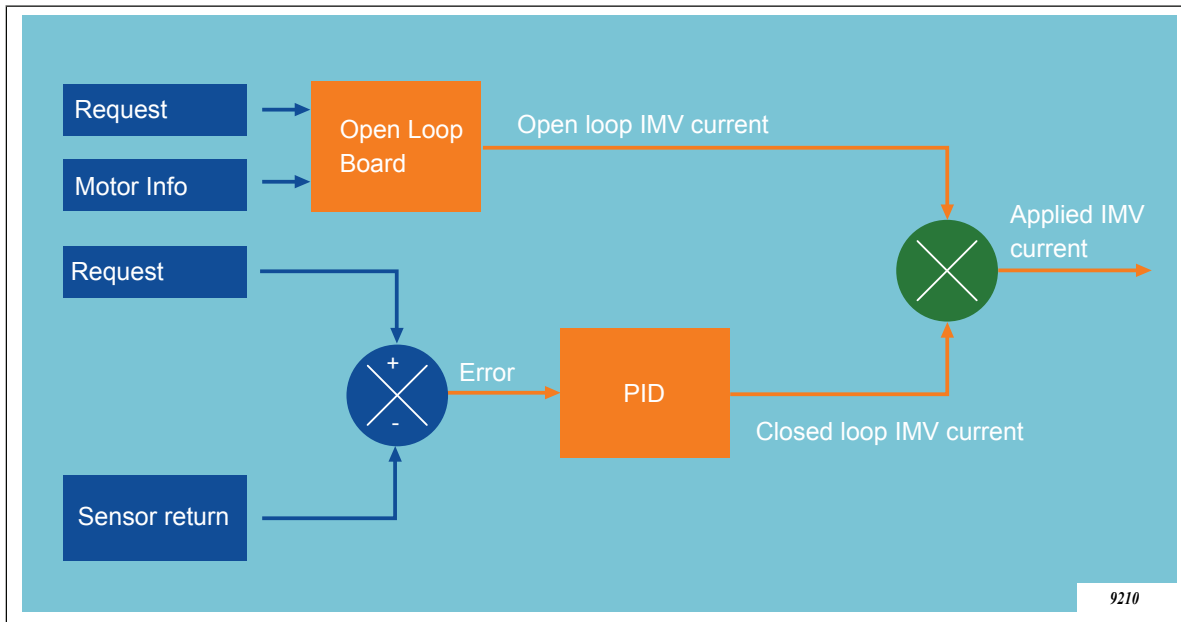 Request
Open Loop
Board
Open loop IMV current
Motor Info
Applied IMV
current
Request
+
-
Error
PID
Closed loop IMV current
Sensor return
9210